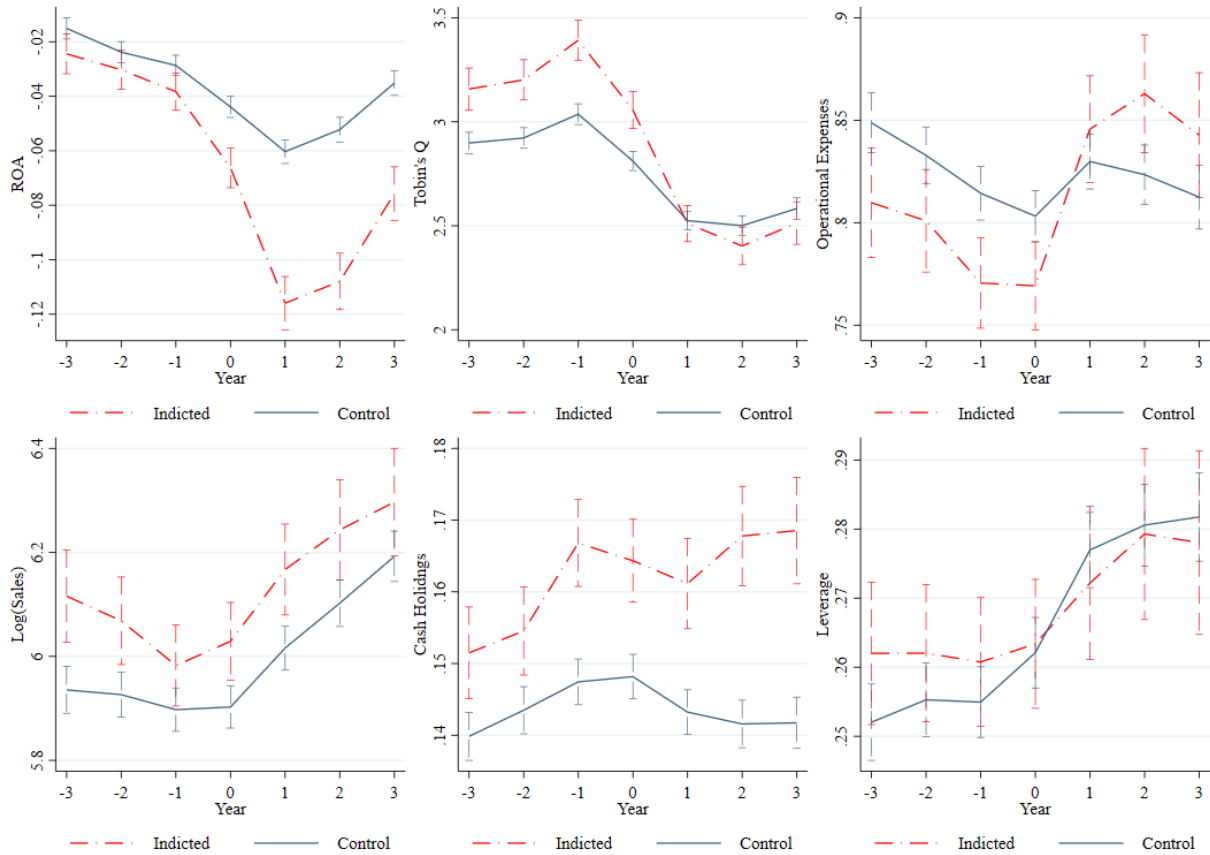 ROA
-.02
-.04
-.06
-.08
-.1
-.12
-3 -2 -1 0 1 2 3
Year
Indicted Control
Tobin's Q
3.5
3
2.5
2
-3 -2 -1 0 1 2 3
Year
Indicted Control
Operational Expenses
.9
.85
.8
.75
-3 -2 -1 0 1 2 3
Year
Indicted Control
Log(Sales)
6.4
6.2
6
5.8
-3 -2 -1 0 1 2 3
Year
Indicted Control
Cash Holidngs
.18
.17
.16
.15
.14
-3 -2 -1 0 1 2 3
Year
Indicted Control
Leverage
.29
.28
.27
.26
.25
-3 -2 -1 0 1 2 3
Year
Indicted Control